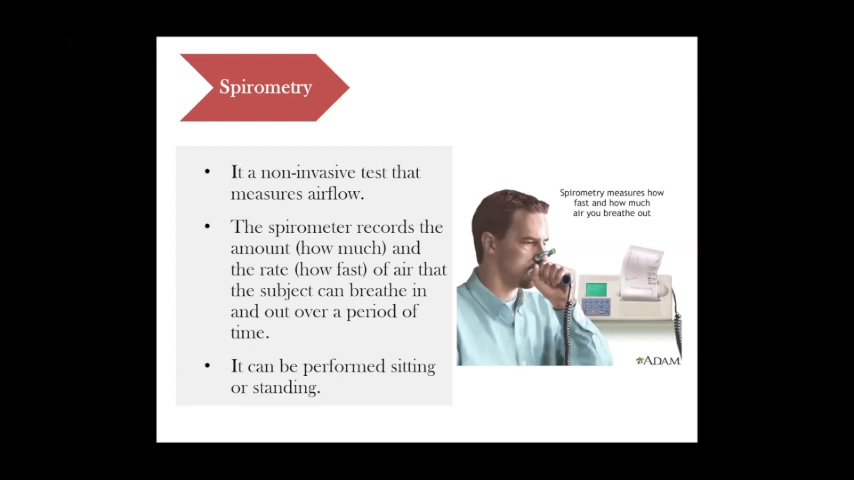 Spirometry
• It a non-invasive test that
measures airflow.
• The spirometer records the
amount (how much) and
the rate (how fast) of air that
the subject can breathe in
and out over a period of
time.
• It can be performed sitting
or standing.
Spirometry measures how
fast and how much
air you breathe out
ADAM